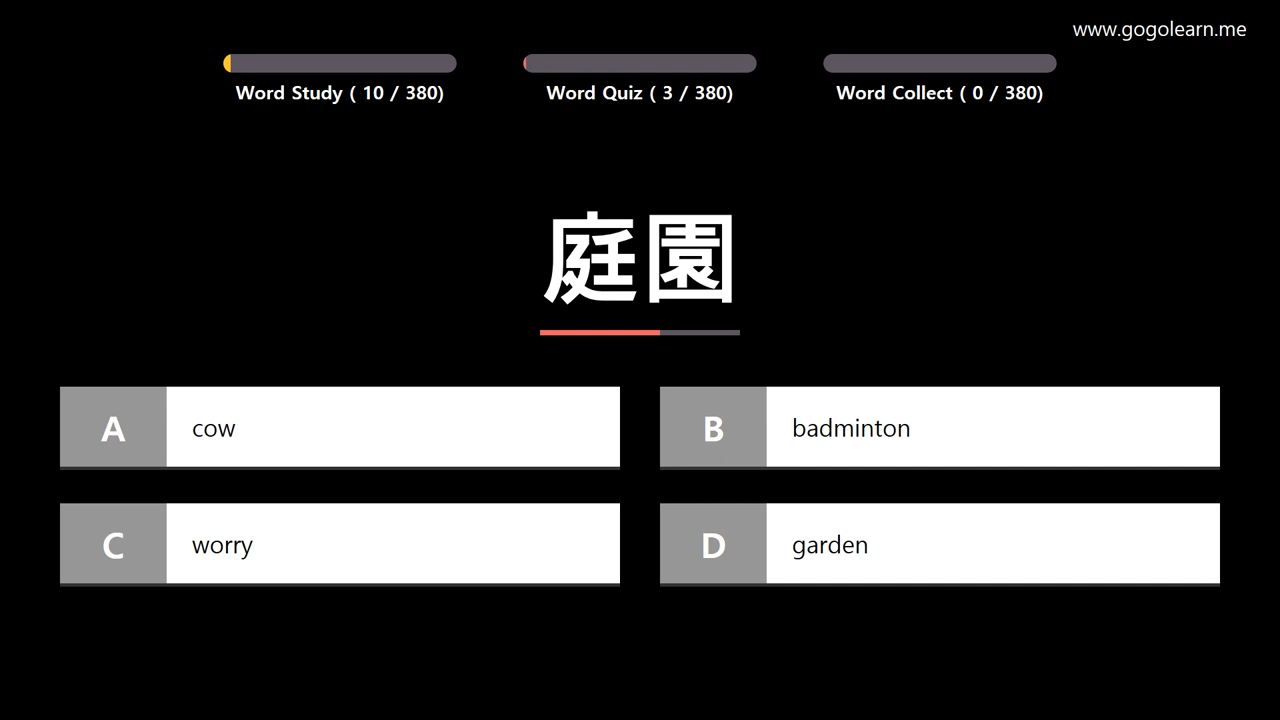 www.gogolearn.me
Word Study ( 10 / 380)
Word Quiz ( 3 / 380)
Word Collect ( 0 / 380)
庭園
A cow
B badminton
C worry
D garden